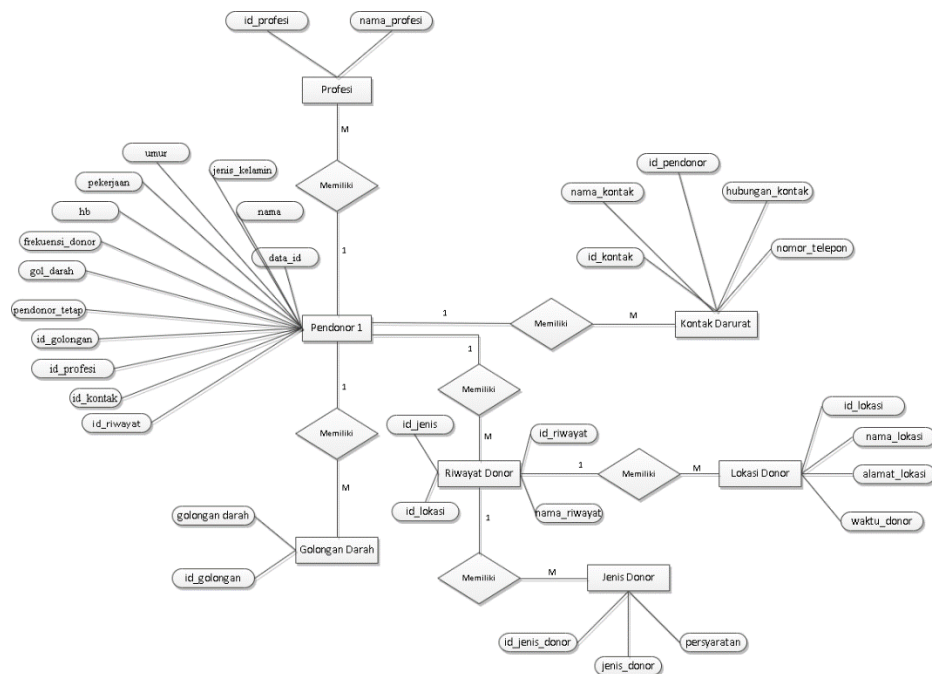 id_profesi
nama_profesi
Profesi
M
Memiliki
1
umur
jenis_kelamin
pekerjaan
nama
hb
frekuensi_donor
data_id
gol_darah
pendonor_tetap
id_golongan
id_profesi
id_kontak
id_riwayat
Pendonor 1
1
Memiliki
M
Kontak Darurat
id_pendonor
nama_kontak
hubungan_kontak
id_kontak
nomor_telepon
1
Memiliki
M
1
Memiliki
M
id_jenis
id_riwayat
Riwayat Donor
id_lokasi
nama_riwayat
1
Memiliki
M
Lokasi Donor
id_lokasi
nama_lokasi
alamat_lokasi
waktu_donor
golongan darah
id_golongan
Golongan Darah
1
Memiliki
M
Jenis Donor
id_jenis_donor
jenis_donor
persyaratan